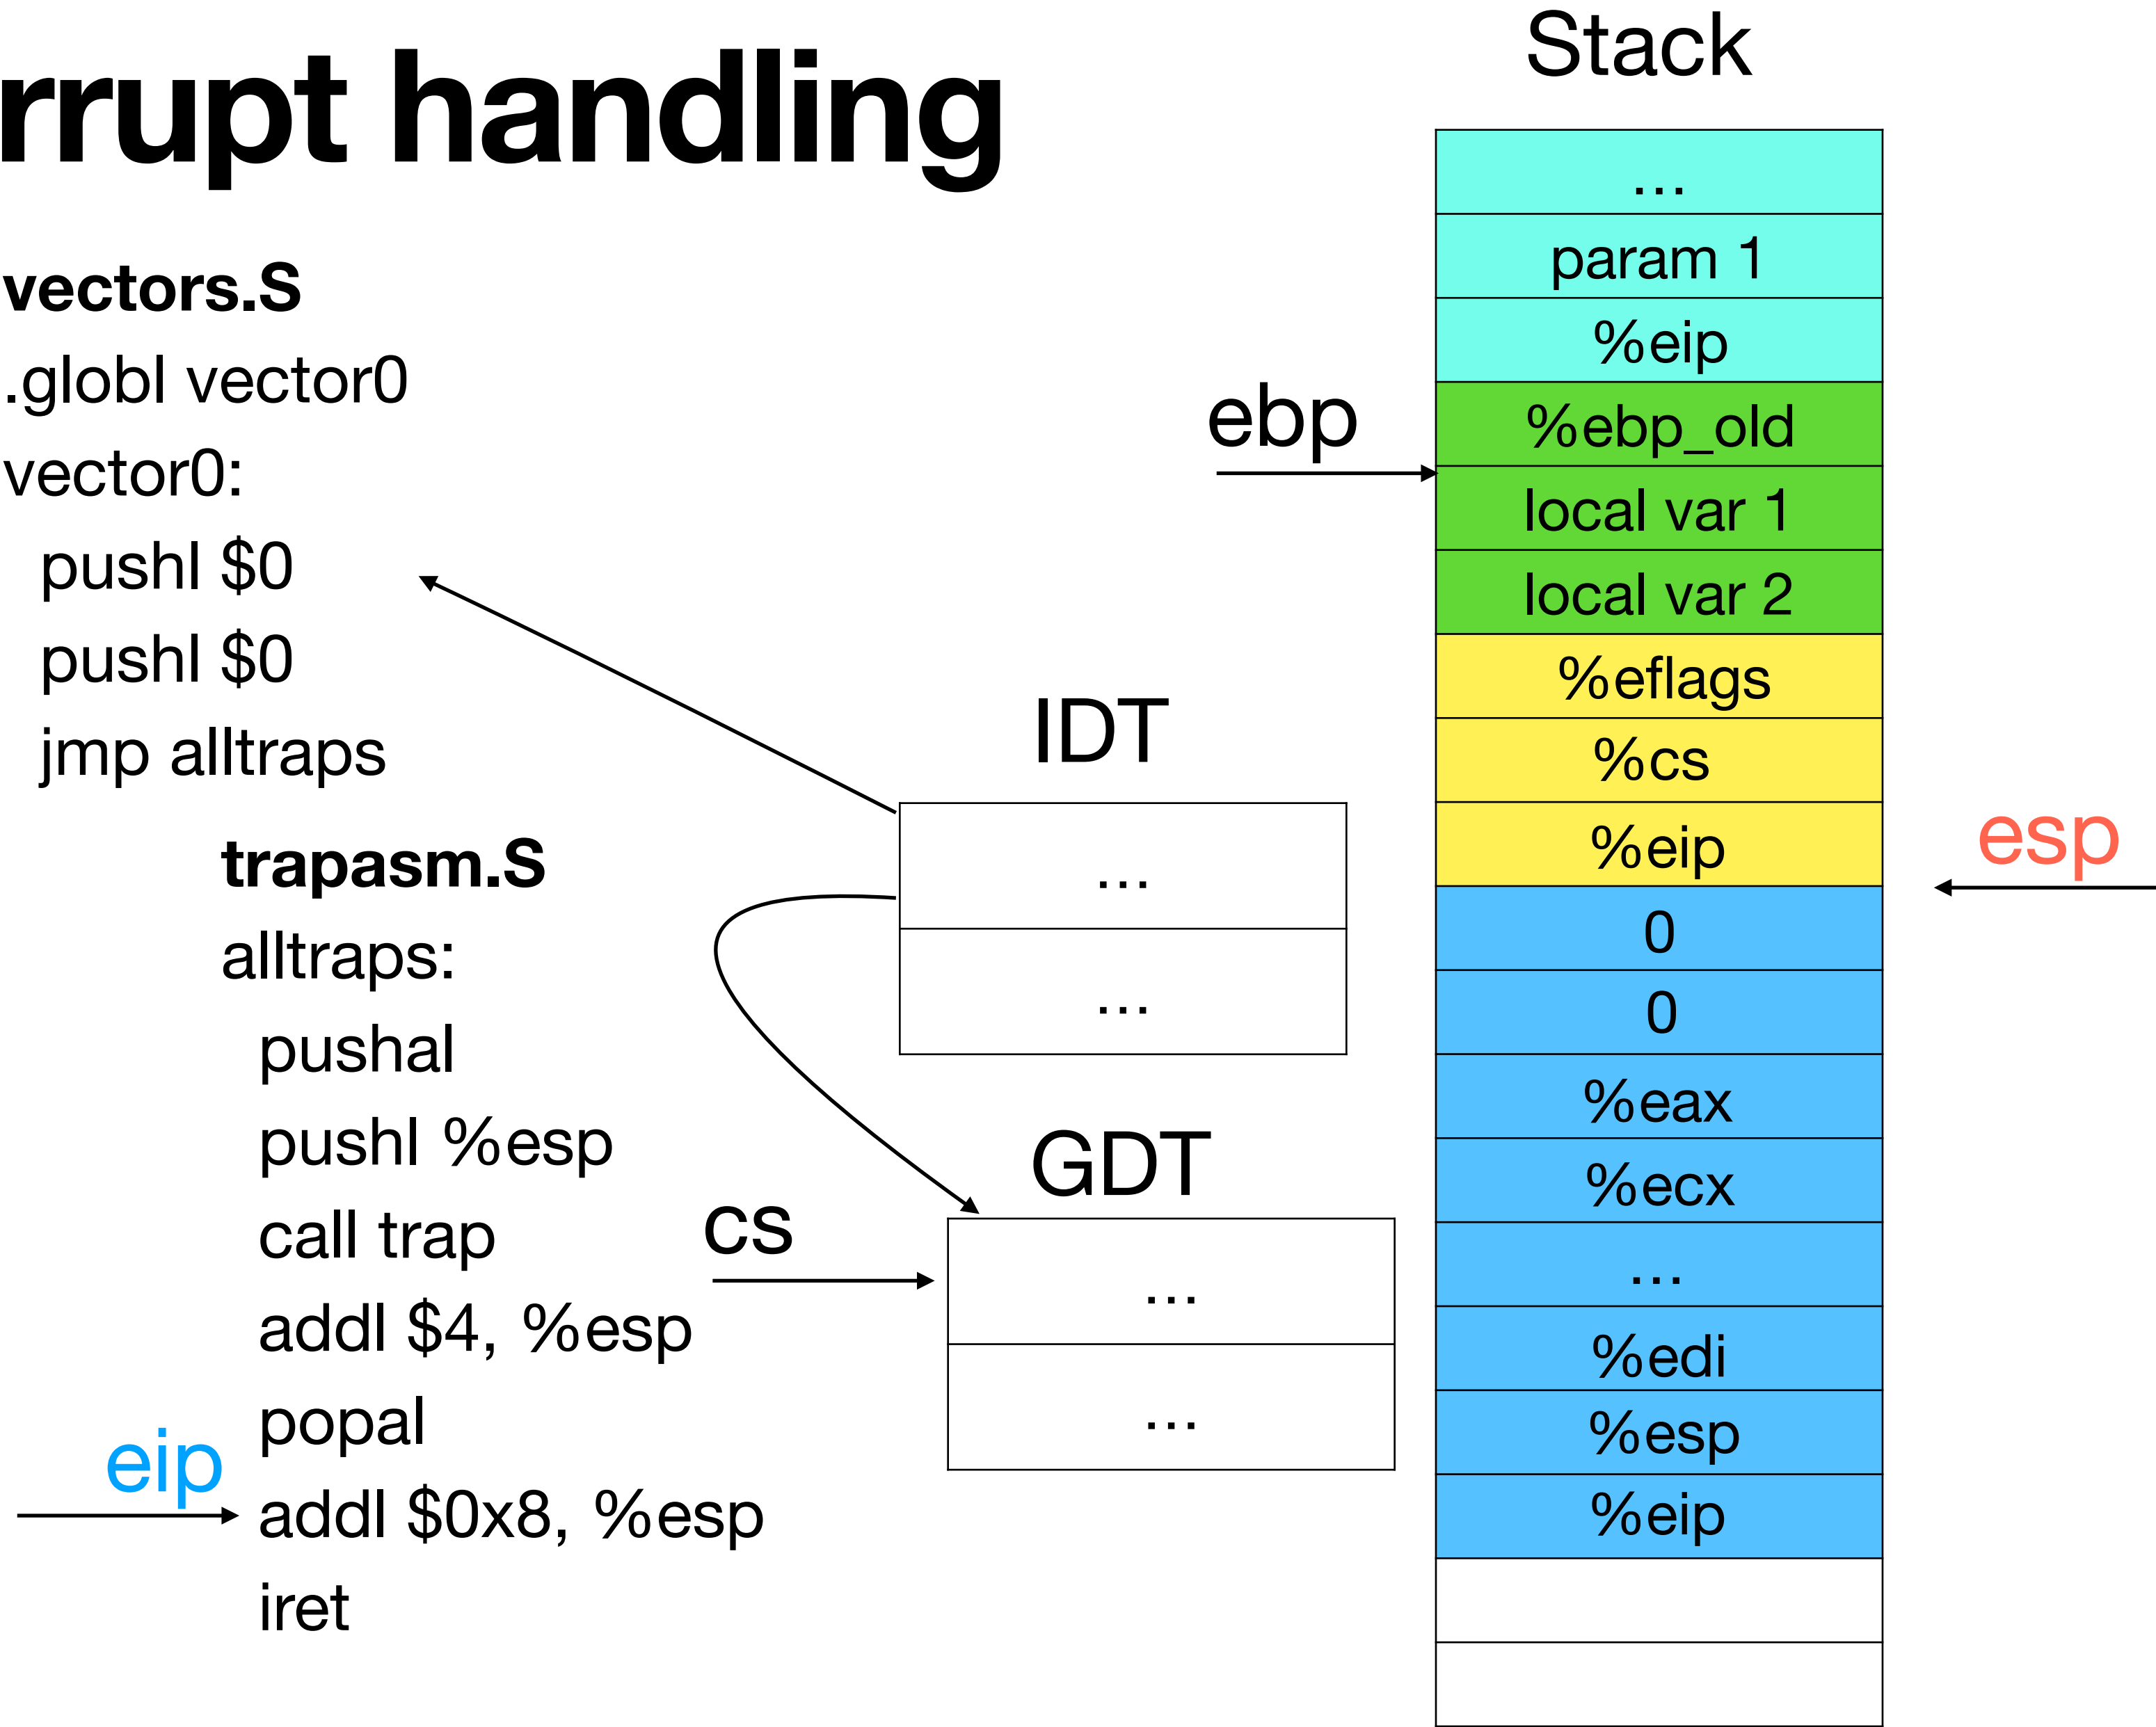 rrupt handling
vectors.S
.globl vector0
vector0:
pushl $0
pushl $0
jmp alltraps
trapasm.S
alltraps:
pushal
pushl %esp
call trap
addl $4, %esp
popal
addl $0x8, %esp
iret
eip
IDT
...
...
cs
GDT
...
...
ebp
Stack
...
param 1
%eip
%ebp_old
local var 1
local var 2
%eflags
%cs
%eip
0
0
%eax
%ecx
...
%edi
%esp
%eip
esp